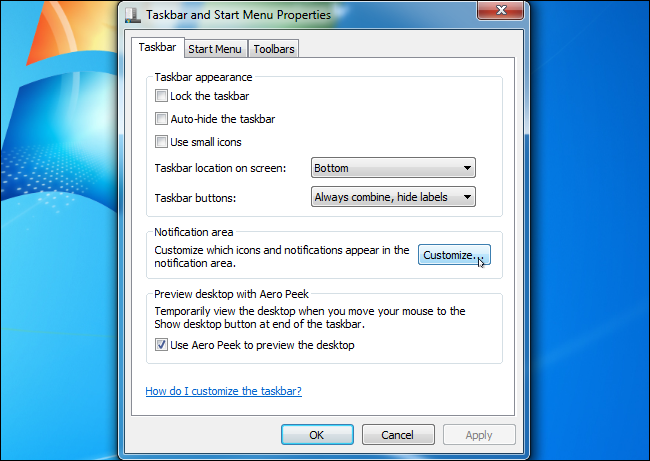 Taskbar and Start Menu Properties
Taskbar Start Menu Toolbars
Taskbar appearance
Lock the taskbar
Auto-hide the taskbar
Use small icons
Taskbar location on screen: Bottom
Taskbar buttons: Always combine, hide labels
Notification area
Customize which icons and notifications appear in the
notification area.
Customize...
Preview desktop with Aero Peek
Temporarily view the desktop when you move your mouse to the
Show desktop button at end of the taskbar.
Use Aero Peek to preview the desktop
How do I customize the taskbar?
OK Cancel Apply